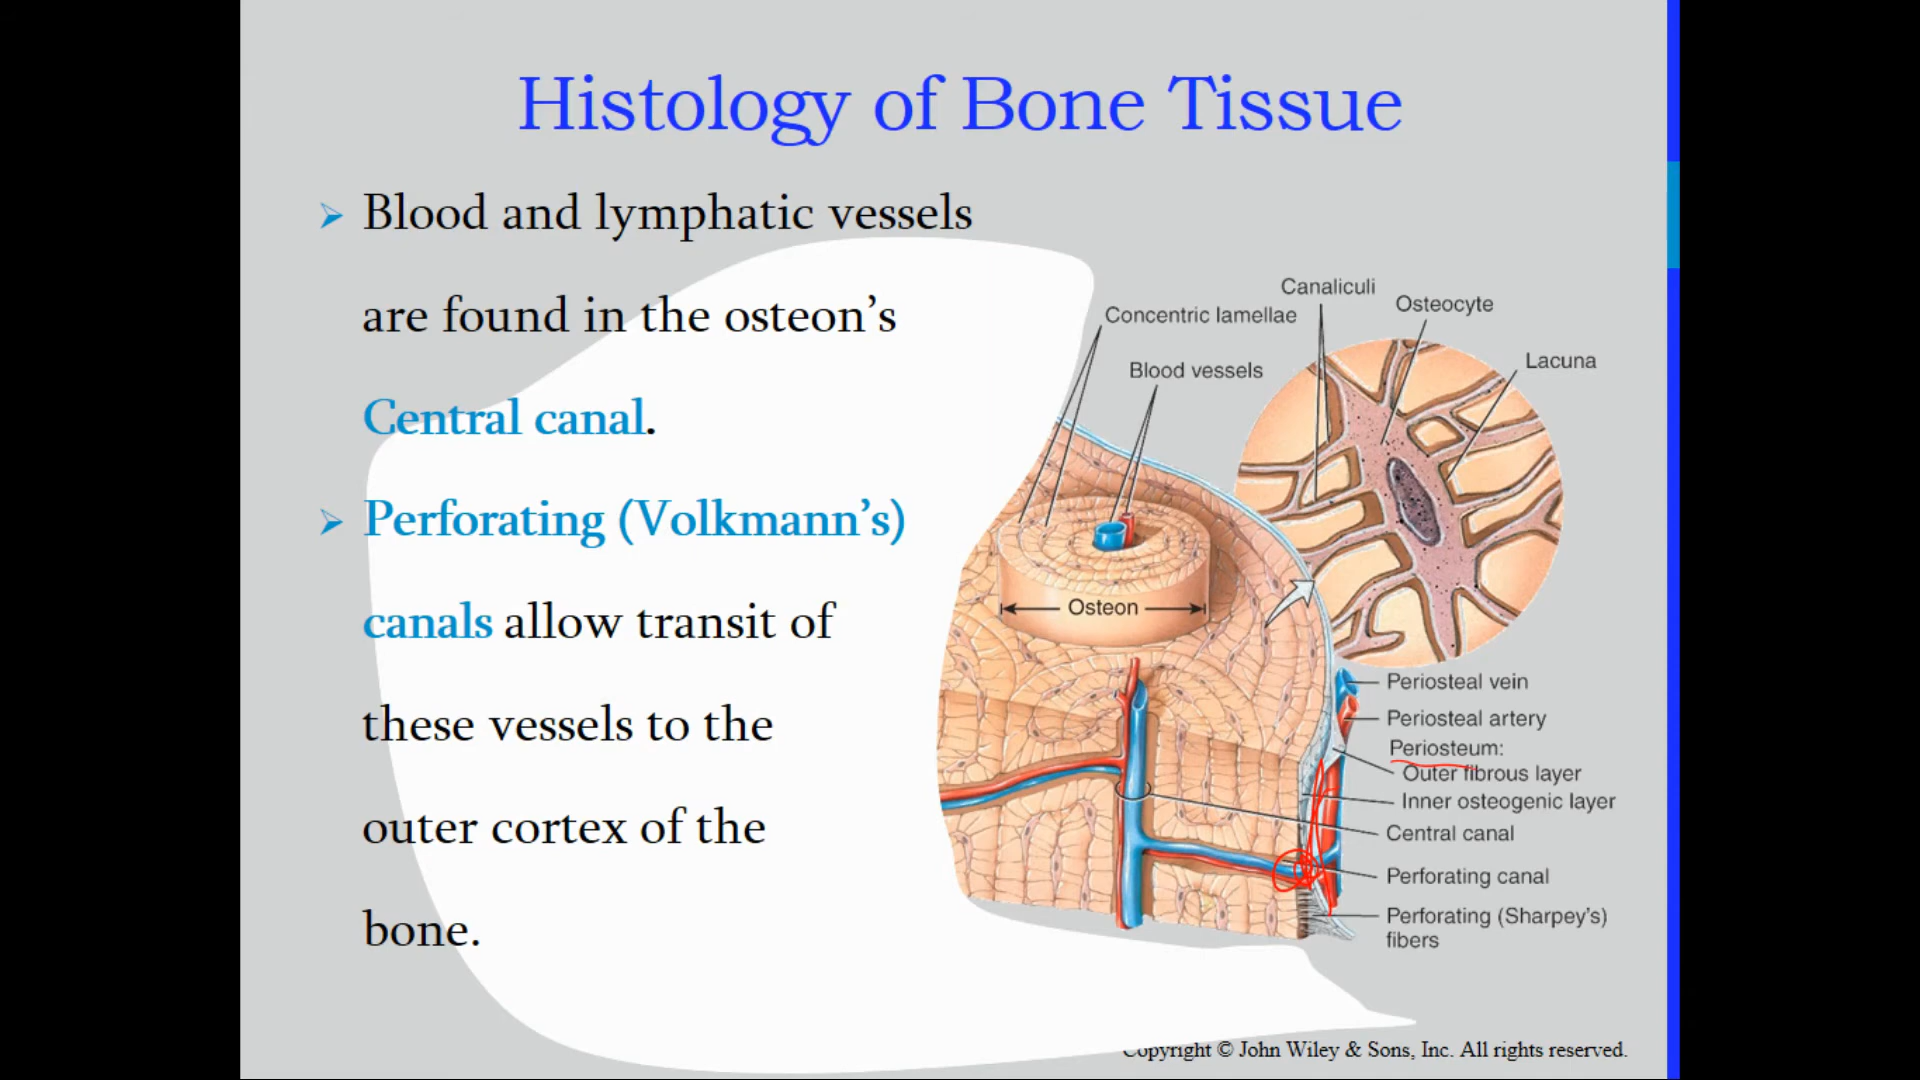 Histology of Bone Tissue
Blood and lymphatic vessels
are found in the osteon’s
Central canal.
Perforating (Volkmann’s)
canals allow transit of
these vessels to the
outer cortex of the
bone.
Canaliculi
Osteocyte
Concentric lamellae
Lacuna
Blood vessels
Osteon
Periosteal vein
Periosteal artery
Periosteum:
Outer fibrous layer
Inner osteogenic layer
Central canal
Perforating canal
Perforating (Sharpey’s)
fibers
Copyright © John Wiley & Sons, Inc. All rights reserved.